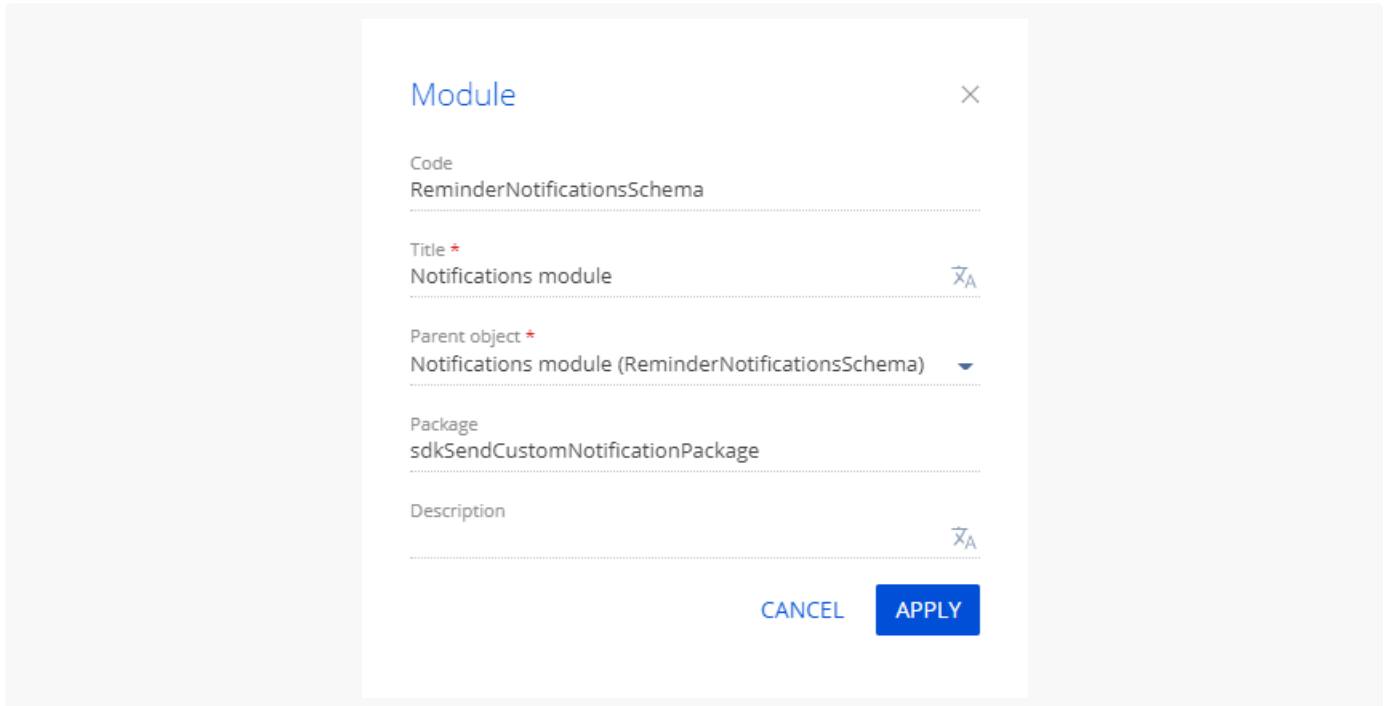 Module
Code
ReminderNotificationsSchema
Title *
Notifications module
Parent object *
Notifications module (ReminderNotificationsSchema)
Package
sdkSendCustomNotificationPackage
Description
CANCEL APPLY